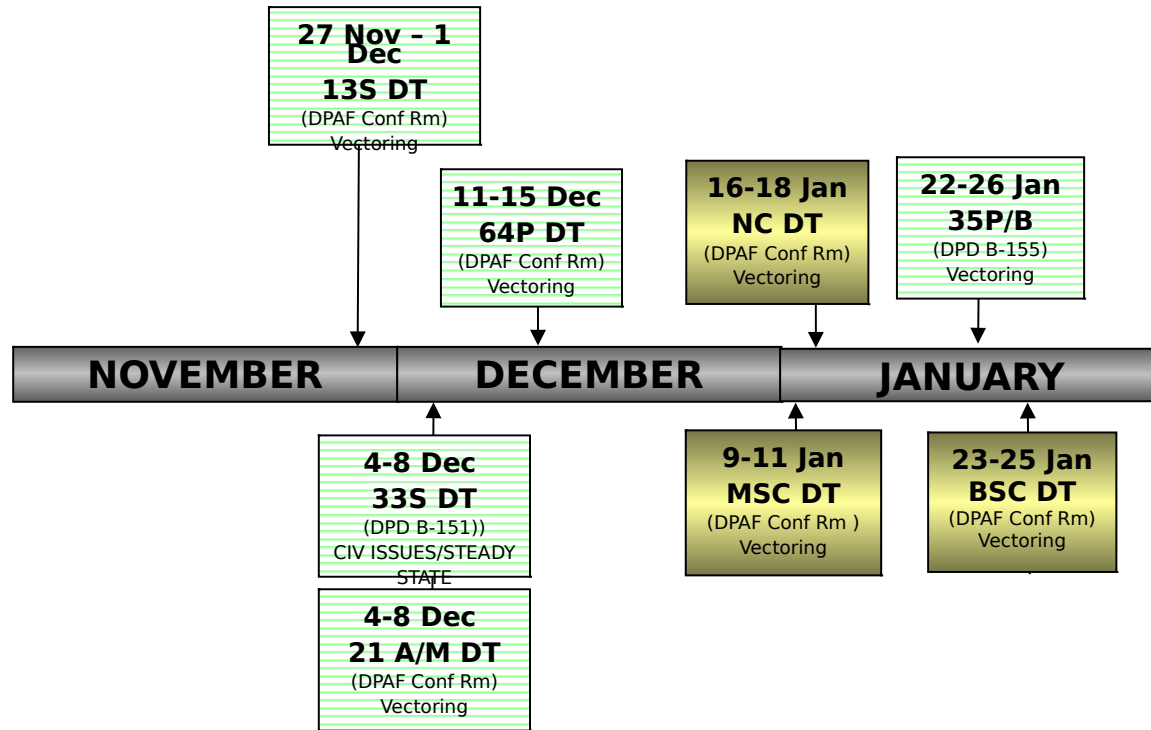 27 Nov – 1
Dec
13S DT
(DPAF Conf Rm)
Vectoring
11-15 Dec
64P DT
(DPAF Conf Rm)
Vectoring
16-18 Jan
NC DT
(DPAF Conf Rm)
Vectoring
22-26 Jan
35P/B
(DPD B-155)
Vectoring
NOVEMBER
DECEMBER
JANUARY
4-8 Dec
33S DT
(DPD B-151))
CIV ISSUES/STEADY
STATE
4-8 Dec
21 A/M DT
(DPAF Conf Rm)
Vectoring
9-11 Jan
MSC DT
(DPAF Conf Rm )
Vectoring
23-25 Jan
BSC DT
(DPAF Conf Rm)
Vectoring